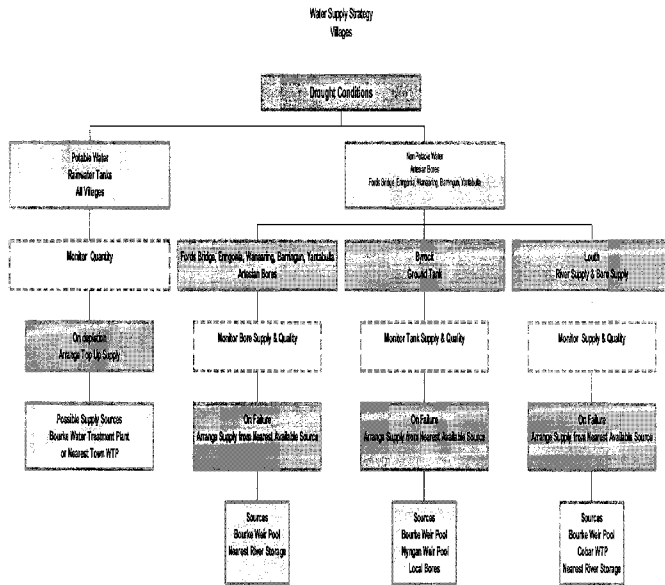 Water Supply Strategy
Villages
Drought Conditions
Potable Water
Rainwater Tanks
All Villages
Non Potable Water
Artesian Bores
Fords Bridge, Enngonia, Wanaaring, Barringun, Yantabulla
Monitor Quantity
Fords Bridge, Enngonia, Wanaaring, Barringun, Yantabulla
Artesian Bores
Byrock
Ground Tank
Louth
River Supply & Bore Supply
On depletion
Arrange Top Up Supply
Monitor Bore Supply & Quality
Monitor Tank Supply & Quality
Monitor Supply & Quality
Possible Supply Sources
Bourke Water Treatment Plant
or Nearest Town WTP
On Failure
Arrange Supply from Nearest Available Source
On Failure
Arrange Supply from Nearest Available Source
On Failure
Arrange Supply from Nearest Available Source
Sources
Bourke Weir Pool
Nearest River Storage
Sources
Bourke Weir Pool
Nyngan Weir Pool
Local Bores
Sources
Bourke Weir Pool
Cobar WTP
Nearest River Storage